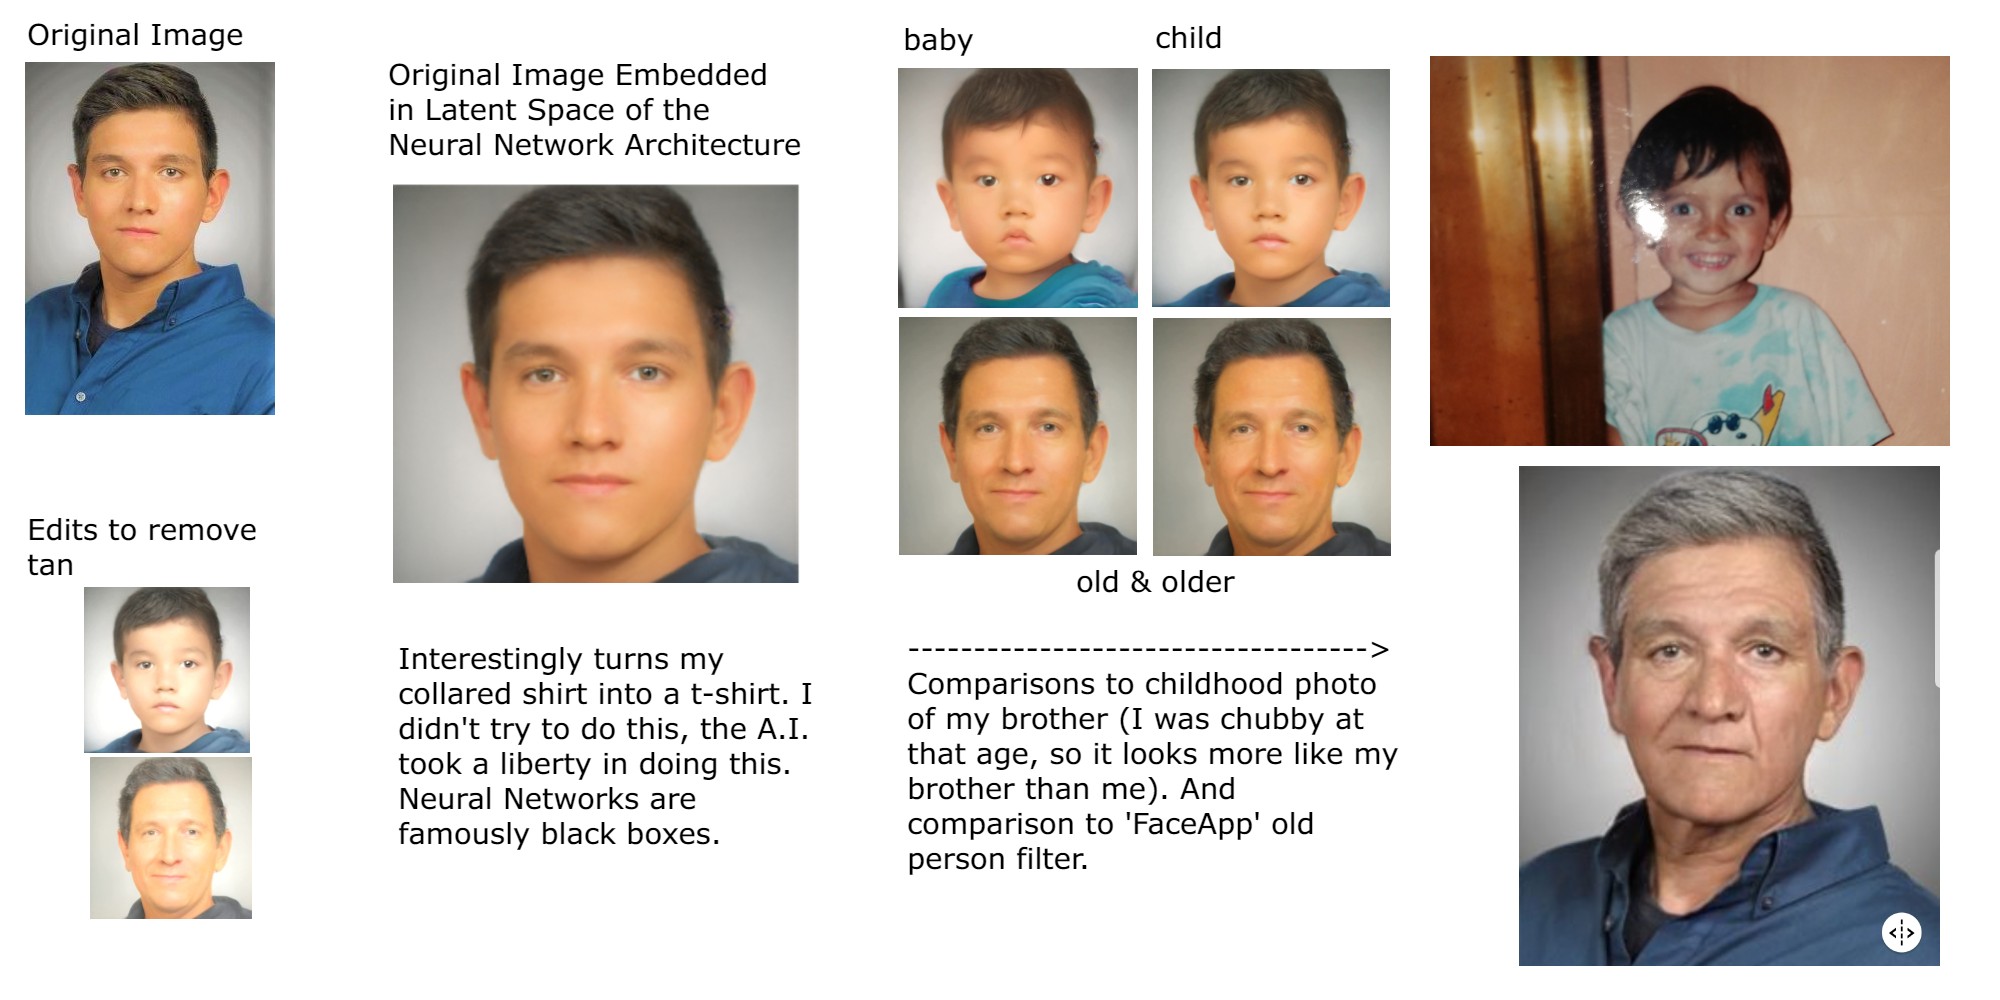 Original Image
Original Image Embedded
in Latent Space of the
Neural Network Architecture
baby
child
Edits to remove
tan
Interestingly turns my
collared shirt into a t-shirt. I
didn't try to do this, the A.I.
took a liberty in doing this.
Neural Networks are
famously black boxes.
old & older
----------------------------------->
Comparisons to childhood photo
of my brother (I was chubby at
that age, so it looks more like my
brother than me). And
comparison to 'FaceApp' old
person filter.